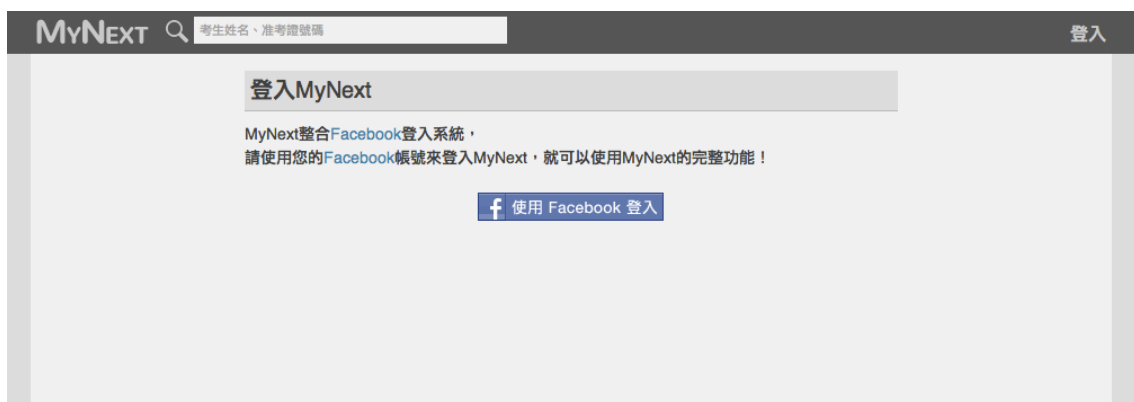 MYNEXT 考生姓名、准考證號碼 登入
登入MyNext
MyNext整合Facebook登入系統，
請使用您的Facebook帳號來登入MyNext，就可以使用MyNext的完整功能！
f 使用 Facebook 登入